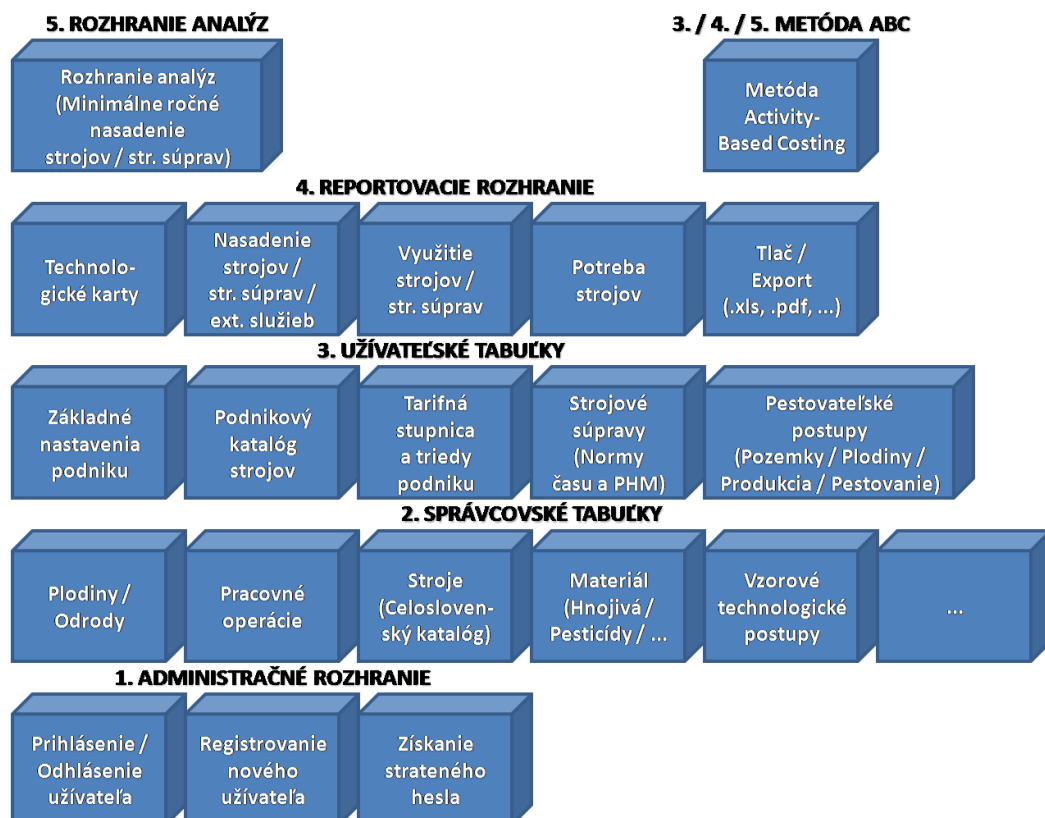 5. ROZHRANIE ANALÝZ
3. / 4. / 5. METÓDA ABC
Rozhranie analýz
(Minimálne ročné
nasadenie
strojov / str. súprav)
Metóda
Activity-
Based Costing
4. REPORTOVACIE ROZHRANIE
Technolo-
gické karty
Nasadenie
strojov /
str. súprav /
ext. služieb
Využitie
strojov /
str. súprav
Potreba
strojov
Tlač /
Export
(.xls, .pdf, ...)
3. UŽÍVATEĽSKÉ TABUĽKY
Základné
nastavenia
podniku
Podnikový
katalóg
strojov
Tarifná
stupnica
a triedy
podniku
Strojové
súpravy
(Normy
času a PHM)
Pestovateľské
postupy
(Pozemky / Plodiny /
Produkcia / Pestovanie)
2. SPRÁVCOVSKÉ TABUĽKY
Plodiny /
Odrody
Pracovné
operácie
Stroje
(Celosloven-
ský katalóg)
Materiál
(Hnojivá /
Pesticídy / ...
Vzorové
technologické
postupy
...
1. ADMINISTRAČNÉ ROZHRANIE
Prihlásenie /
Odhlásenie
užívateľa
Registrovanie
nového
užívateľa
Získanie
strateného
hesla